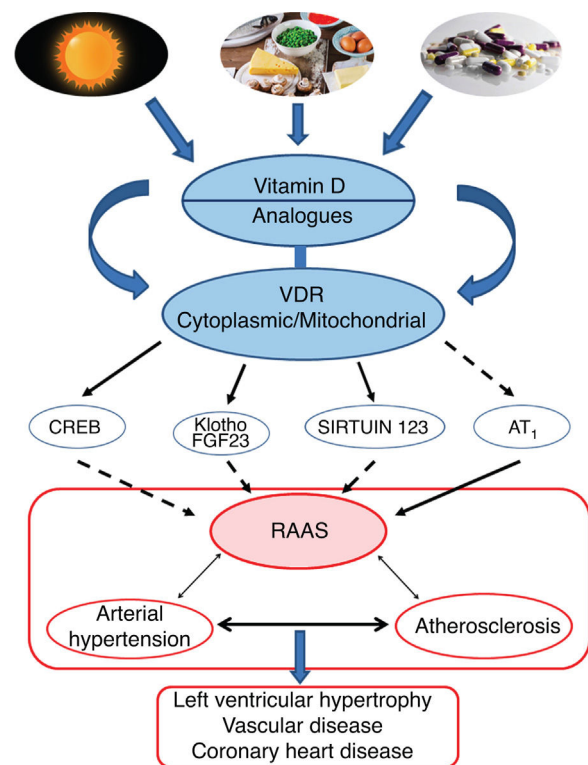 Vitamin D
Analogues
VDR
Cytoplasmic/Mitochondrial
CREB
Klotho
FGF23
SIRTUIN 123
AT₁
RAAS
Arterial
hypertension
Atherosclerosis
Left ventricular hypertrophy
Vascular disease
Coronary heart disease